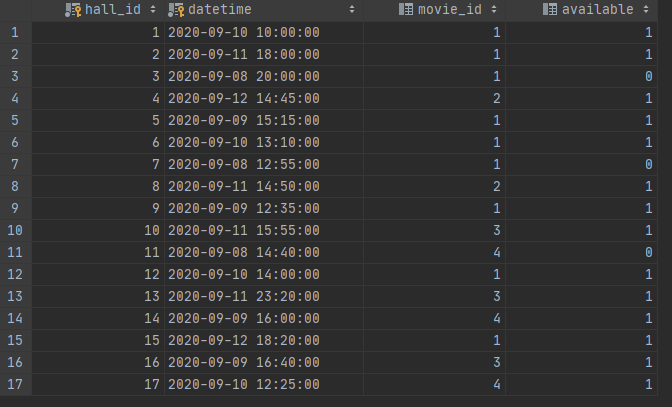 hall_id datetime movie_id available
1 1 2020-09-10 10:00:00 1 1
2 2 2020-09-11 18:00:00 1 1
3 3 2020-09-08 20:00:00 1 0
4 4 2020-09-12 14:45:00 2 1
5 5 2020-09-09 15:15:00 1 1
6 6 2020-09-10 13:10:00 1 1
7 7 2020-09-08 12:55:00 1 0
8 8 2020-09-11 14:50:00 2 1
9 9 2020-09-09 12:35:00 1 1
10 10 2020-09-11 15:55:00 3 1
11 11 2020-09-08 14:40:00 4 0
12 12 2020-09-10 14:00:00 1 1
13 13 2020-09-11 23:20:00 3 1
14 14 2020-09-09 16:00:00 4 1
15 15 2020-09-12 18:20:00 1 1
16 16 2020-09-09 16:40:00 3 1
17 17 2020-09-10 12:25:00 4 1